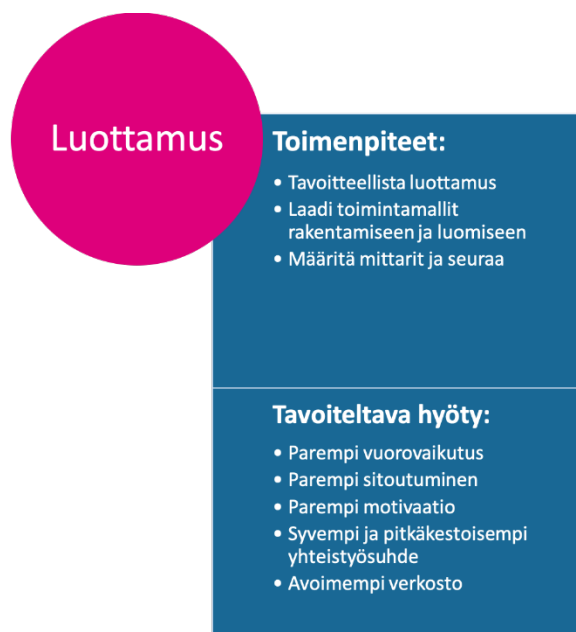 Luottamus
Toimenpiteet:
• Tavoitteellista luottamus
• Laadi toimintamallit
rakentamiseen ja luomiseen
• Määritä mittarit ja seuraa
Tavoiteltava hyöty:
• Parempi vuorovaikutus
• Parempi sitoutuminen
• Parempi motivaatio
• Syvempi ja pitkäkestoisempi
yhteistyösuhde
• Avoimempi verkosto